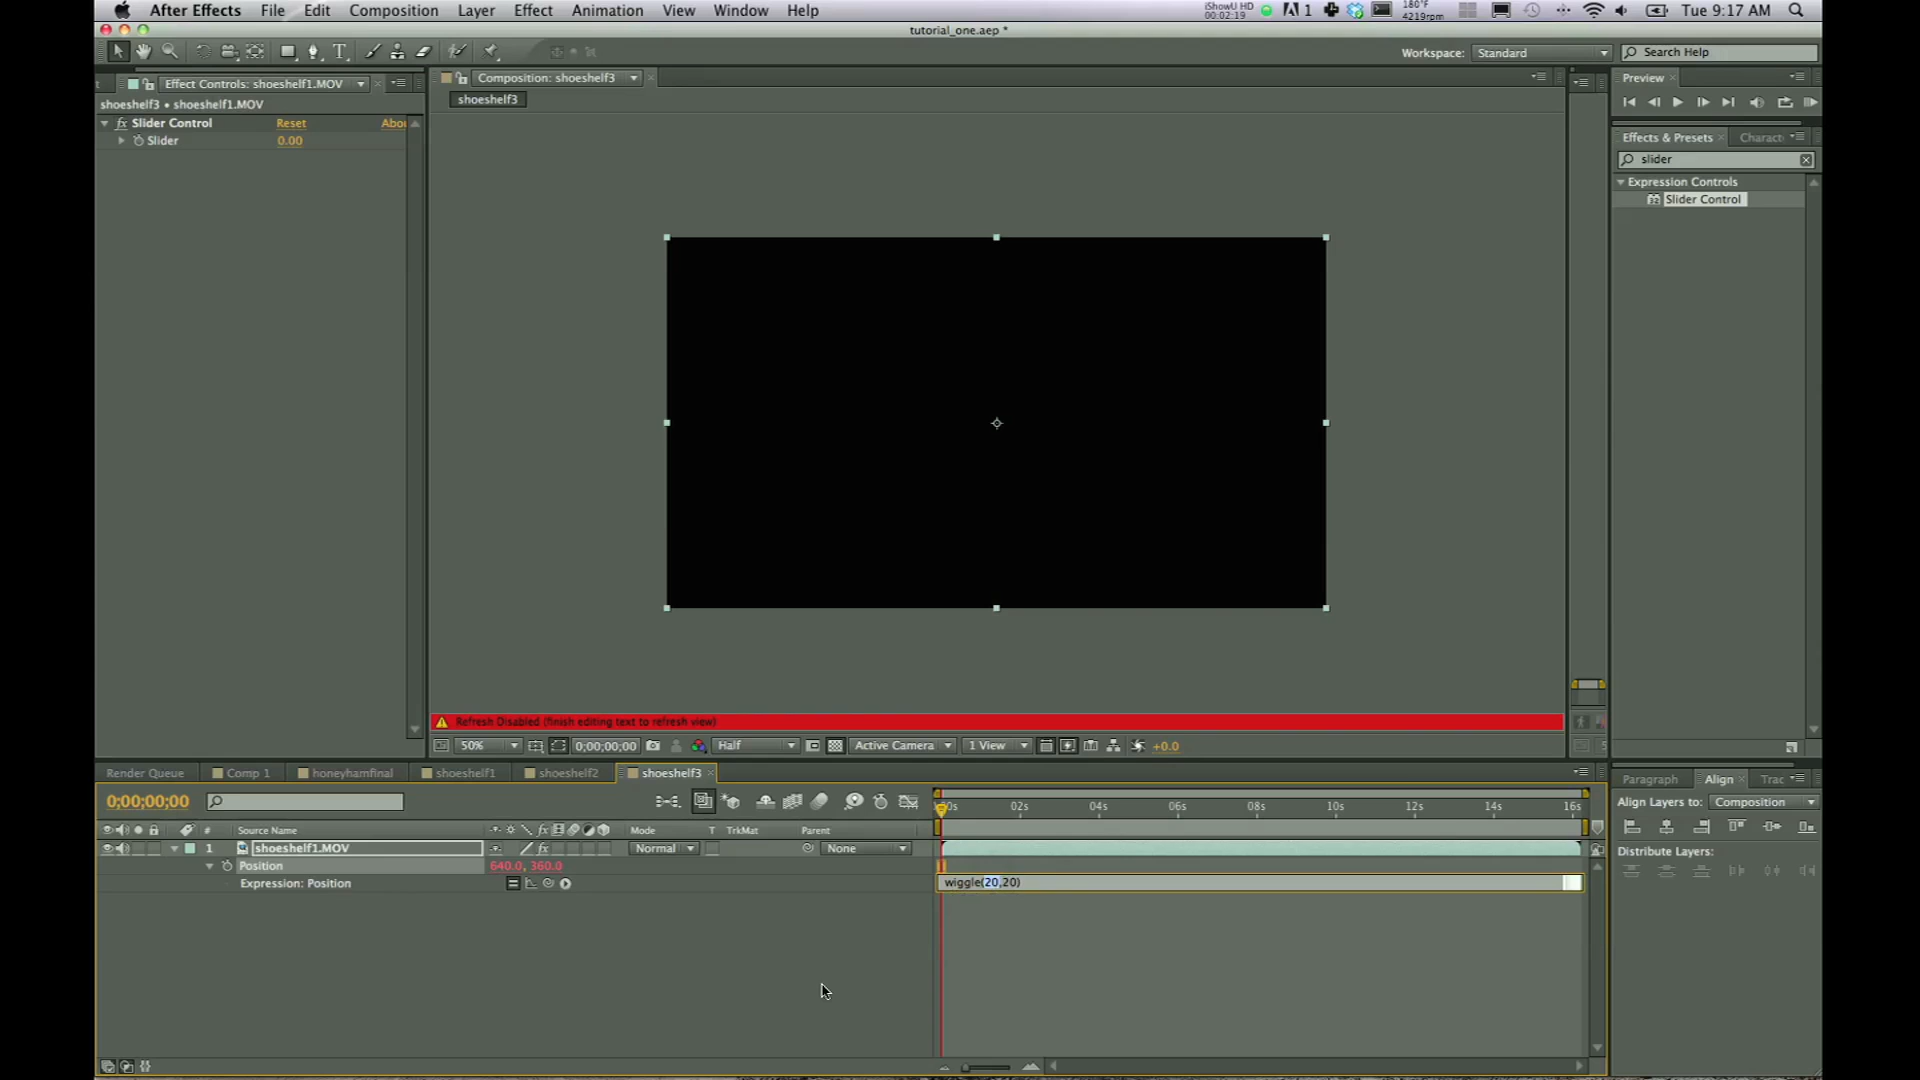 After Effects File Edit Composition Layer Effect Animation View Window Help
iShowU HD
00:02:19
1
180°F
4219rpm
Tue 9:17 AM
tutorial_one.aep *
Workspace: Standard
Search Help
Effect Controls: shoeshelf1.MOV
Composition: shoeshelf3
Preview
shoeshelf3 • shoeshelf1.MOV
shoeshelf3
Slider Control Reset Abou
Slider 0.00
Effects & Presets
Charact
slider
Expression Controls
Slider Control
Refresh Disabled (finish editing text to refresh view)
50% 0;00;00;00 Half Active Camera 1 View +0.0
Render Queue Comp 1 honeyhamfinal shoeshelf1 shoeshelf2 shoeshelf3
Paragraph Align Trac
0;00;00;00
02s 04s 06s 08s 10s 12s 14s 16s
Align Layers to: Composition
# Source Name Mode T TrkMat Parent
1 shoeshelf1.MOV Normal None
Distribute Layers:
Position 640.0, 360.0
Expression: Position
wiggle(20,20)